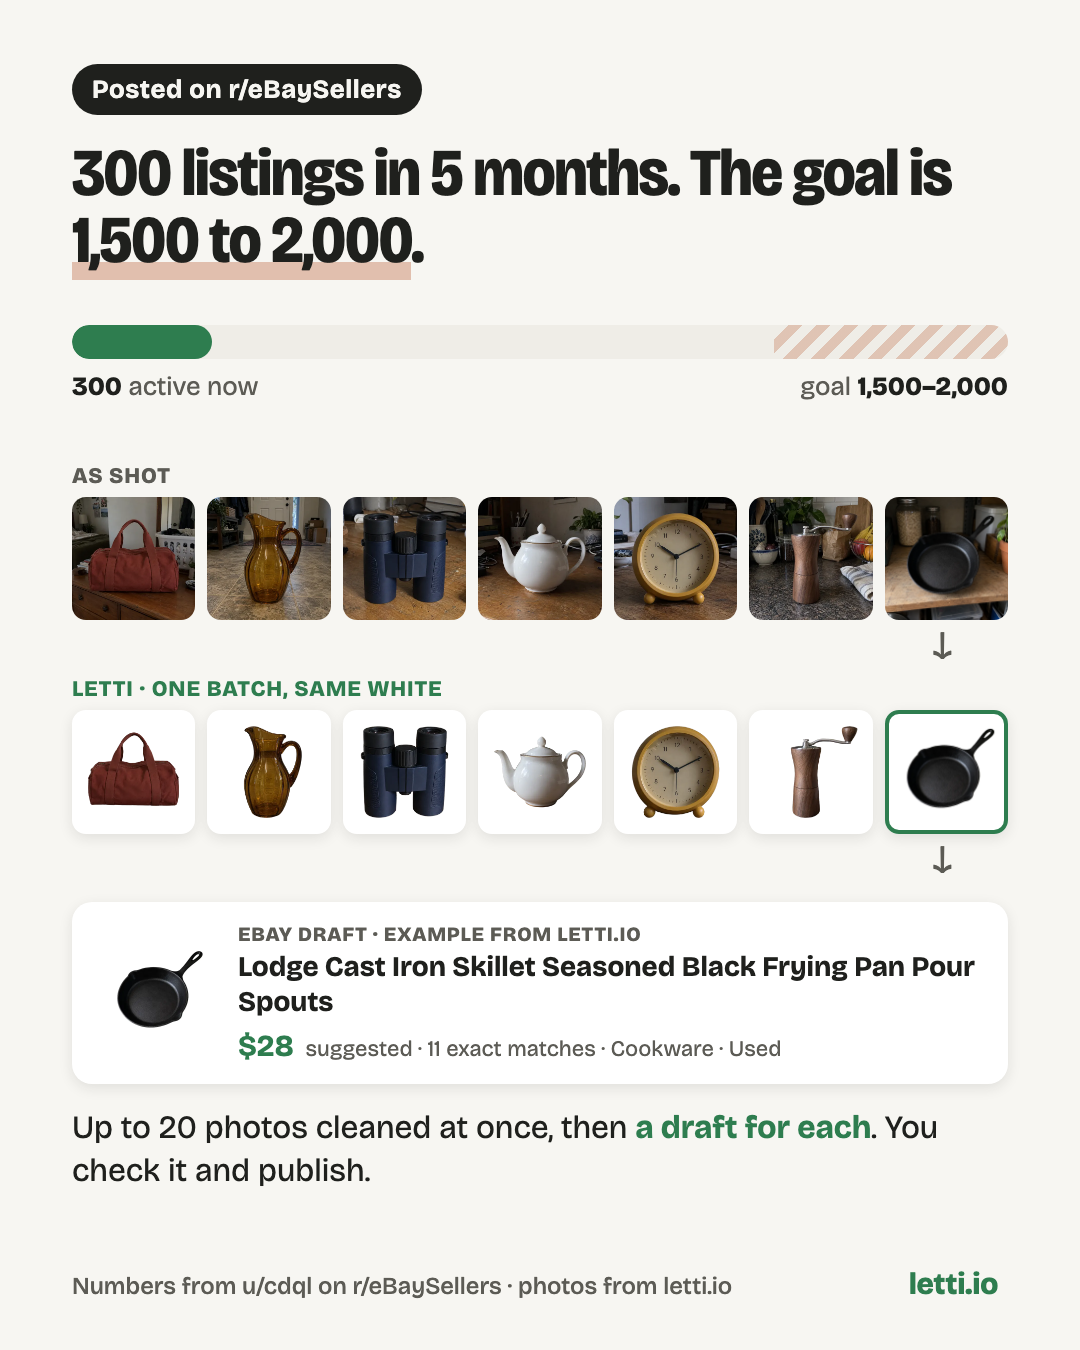 Posted on r/eBaySellers
300 listings in 5 months. The goal is
1,500 to 2,000.
300 active now
goal 1,500–2,000
AS SHOT
LETTI · ONE BATCH, SAME WHITE
EBAY DRAFT · EXAMPLE FROM LETTI.IO
Lodge Cast Iron Skillet Seasoned Black Frying Pan Pour
Spouts
$28 suggested · 11 exact matches · Cookware · Used
Up to 20 photos cleaned at once, then a draft for each. You
check it and publish.
Numbers from u/cdql on r/eBaySellers · photos from letti.io
letti.io